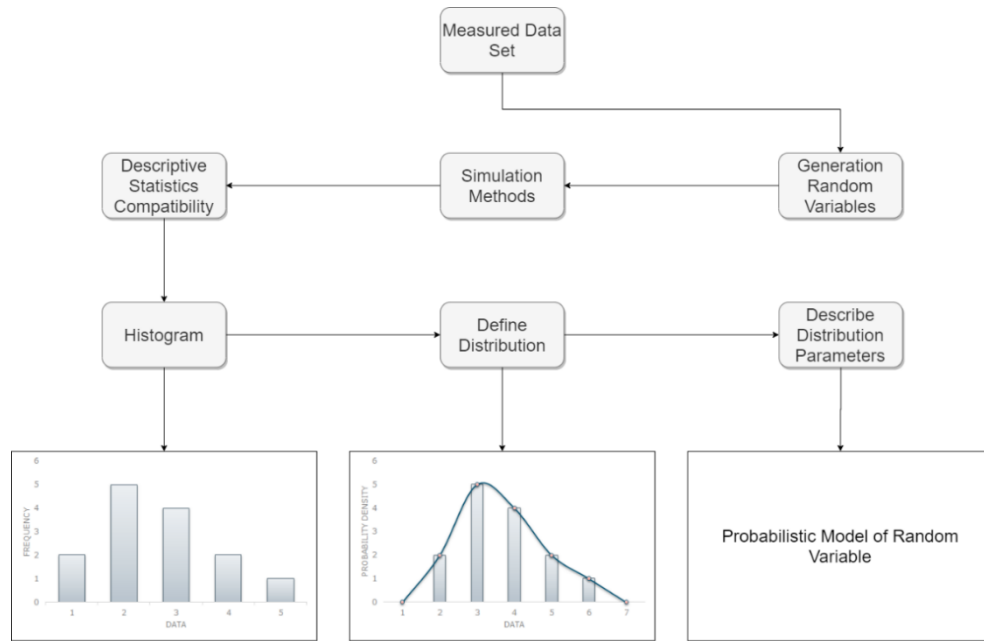 Measured Data
Set
Descriptive
Statistics
Compatibility
Simulation
Methods
Generation
Random
Variables
Histogram
Define
Distribution
Describe
Distribution
Parameters
6
5
4
3
2
1
0
FREQUENCY
1 2 3 4 5
DATA
6
5
4
3
2
1
0
PROBABILITY DENSITY
1 2 3 4 5 6 7
DATA
Probabilistic Model of Random
Variable